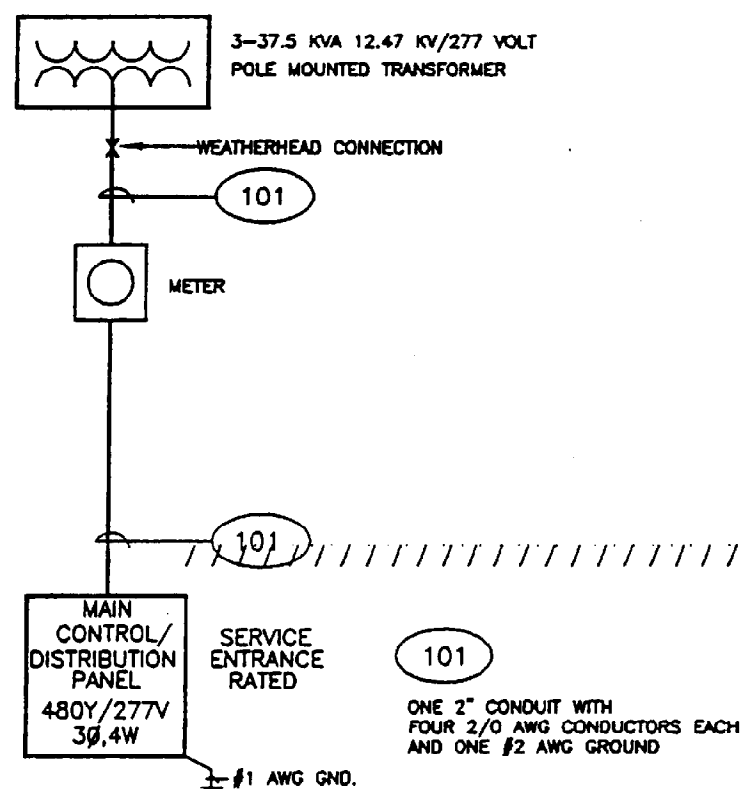 3-37.5 KVA 12.47 KV/277 VOLT
POLE MOUNTED TRANSFORMER
WEATHERHEAD CONNECTION
101
METER
101
MAIN
CONTROL/
DISTRIBUTION
PANEL
480Y/277V
3Ø,4W
SERVICE
ENTRANCE
RATED
101
ONE 2" CONDUIT WITH
FOUR 2/0 AWG CONDUCTORS EACH
AND ONE #2 AWG GROUND
#1 AWG GND.